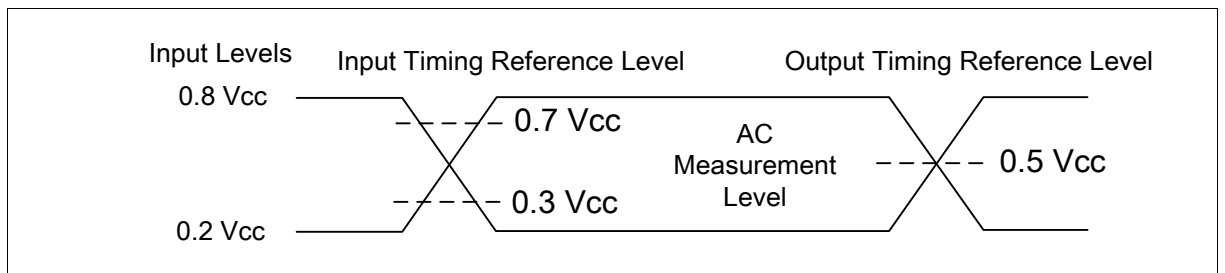 Input Levels
Input Timing Reference Level
Output Timing Reference Level
0.8 Vcc
0.7 Vcc
AC
Measurement
Level
0.5 Vcc
0.3 Vcc
0.2 Vcc